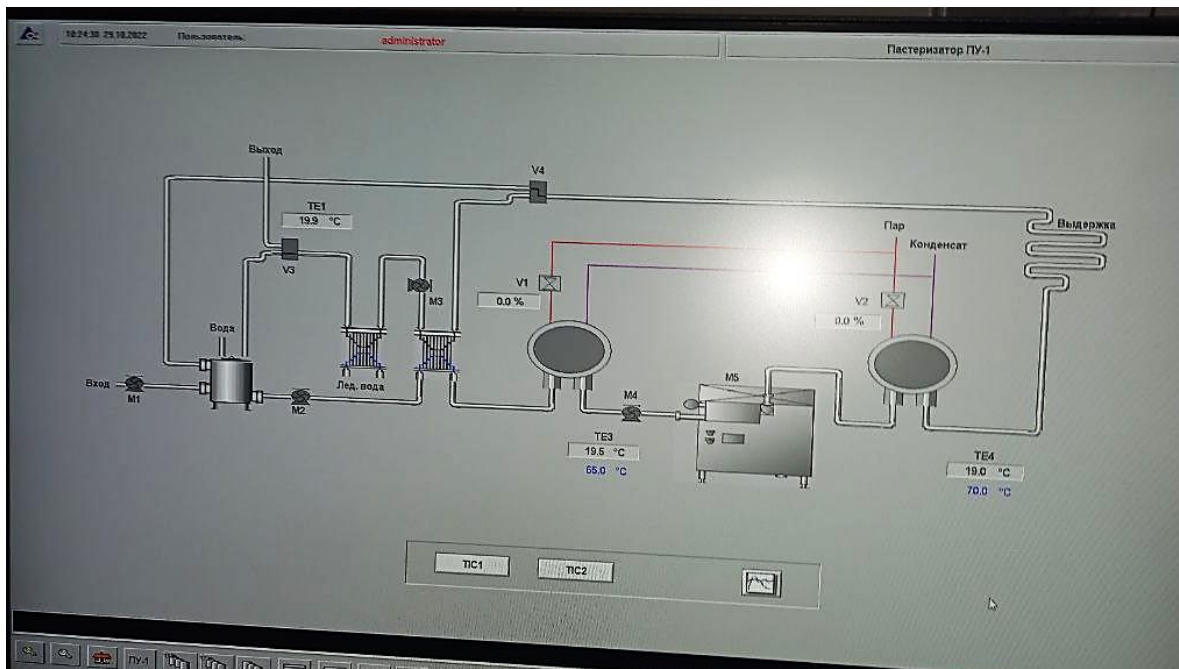 10:24:30 29.10.2022
Пользователь:
administrator
Пастеризатор ПУ-1
Выход
V4
TE1
19.9 °C
Пар
Выдержка
Конденсат
V3
V1
M3
0.0 %
V2
0.0 %
Вода
Лед. вода
Вход
M1
M2
M4
M5
TE3
19.5 °C
65.0 °C
TE4
19.0 °C
70.0 °C
TIC1
TIC2
ПУ-1